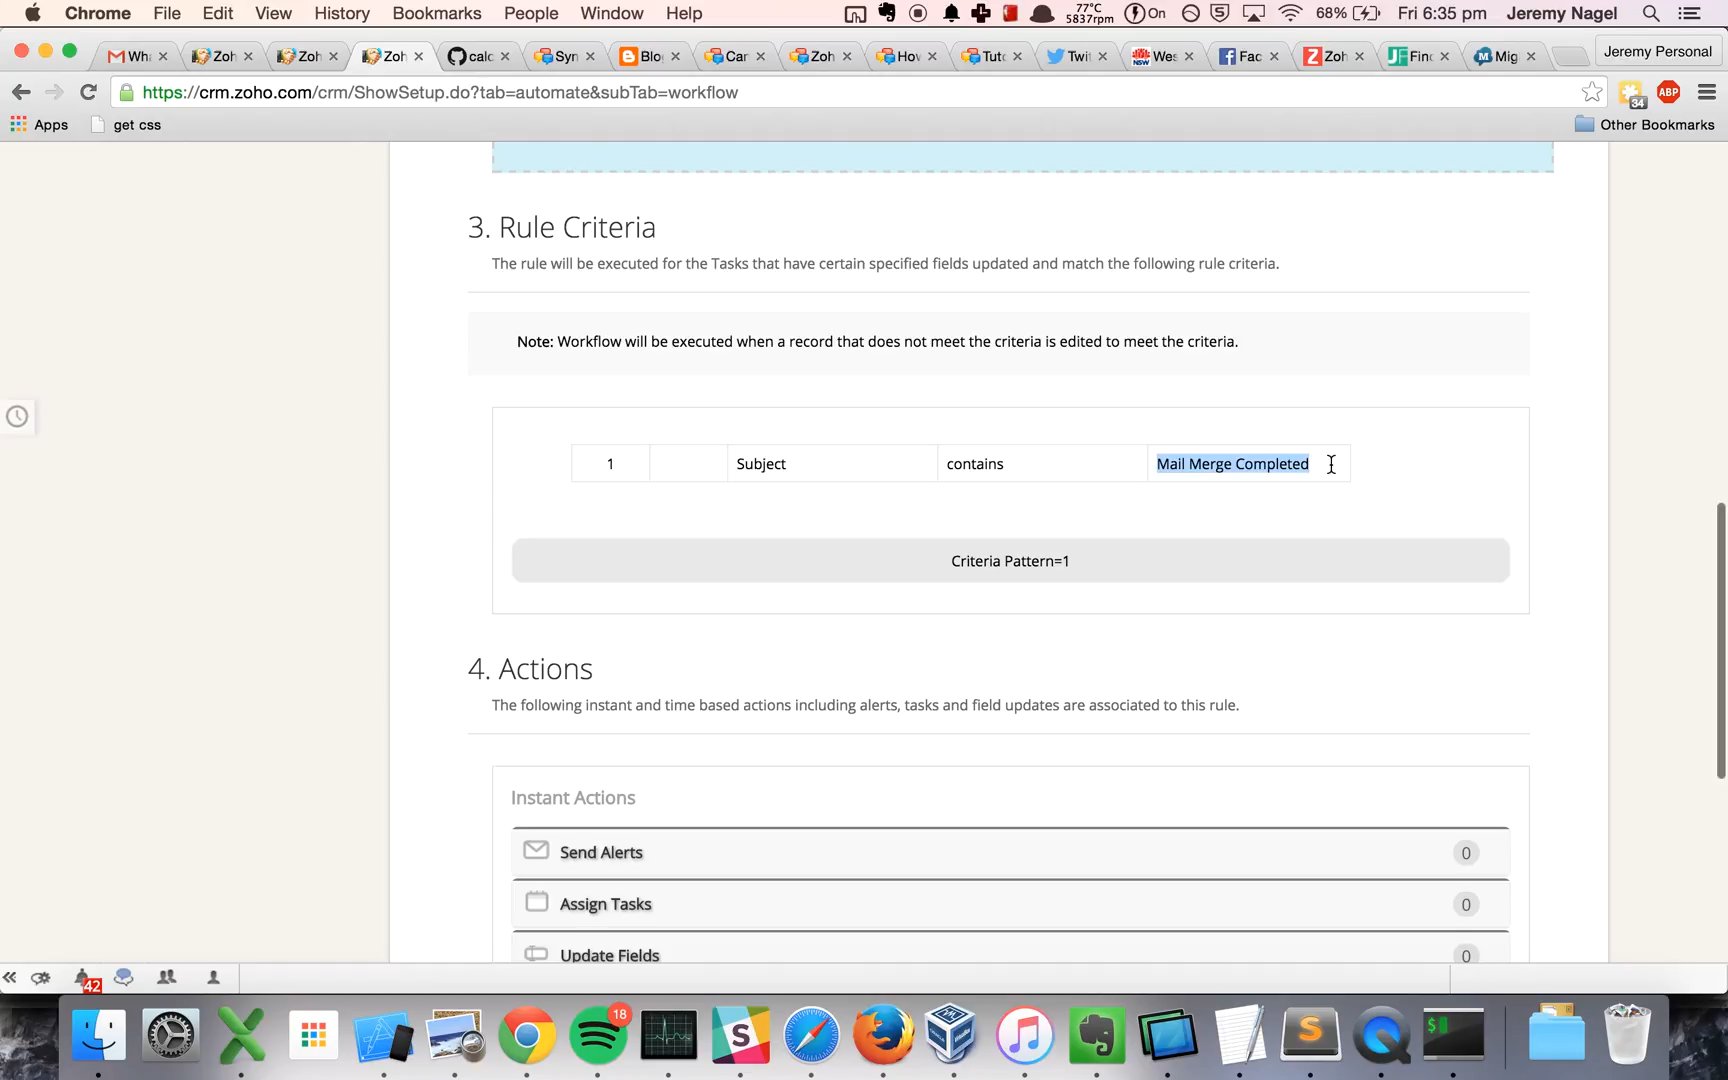 Chrome File Edit View History Bookmarks People Window Help 77°C 5837rpm On 68% Fri 6:35 pm Jeremy Nagel
Wha Zoh Zoh Zoh calc Syn Blo Car Zoh Hov Tuto Twit Wes Fac Zoh Finc Mig Jeremy Personal
https://crm.zoho.com/crm/ShowSetup.do?tab=automate&subTab=workflow 34 ABP
Apps get css Other Bookmarks
3. Rule Criteria
The rule will be executed for the Tasks that have certain specified fields updated and match the following rule criteria.
Note: Workflow will be executed when a record that does not meet the criteria is edited to meet the criteria.
1 Subject contains Mail Merge Completed
Criteria Pattern=1
4. Actions
The following instant and time based actions including alerts, tasks and field updates are associated to this rule.
Instant Actions
Send Alerts 0
Assign Tasks 0
Update Fields 0
42
18